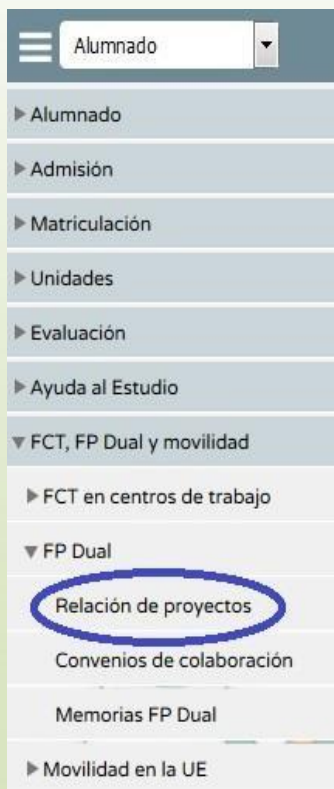 Alumnado
Alumnado
Admisión
Matriculación
Unidades
Evaluación
Ayuda al Estudio
FCT, FP Dual y movilidad
FCT en centros de trabajo
FP Dual
Relación de proyectos
Convenios de colaboración
Memorias FP Dual
Movilidad en la UE